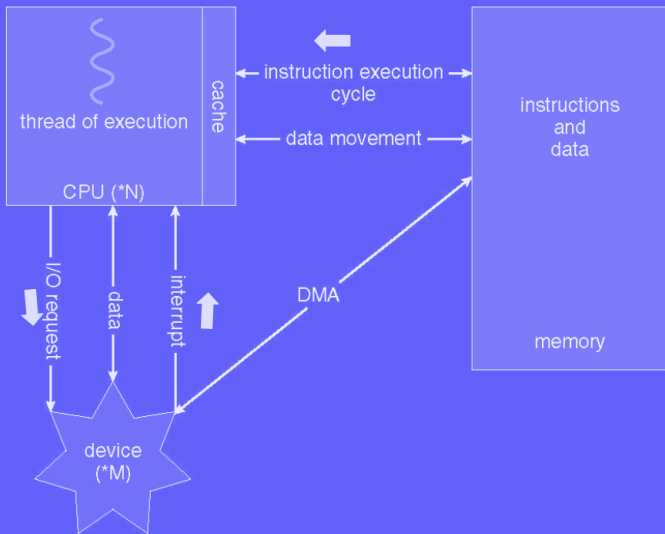 thread of execution
cache
CPU (*N)
instruction execution
cycle
data movement
instructions
and
data
memory
I/O request
data
interrupt
DMA
device
(*M)